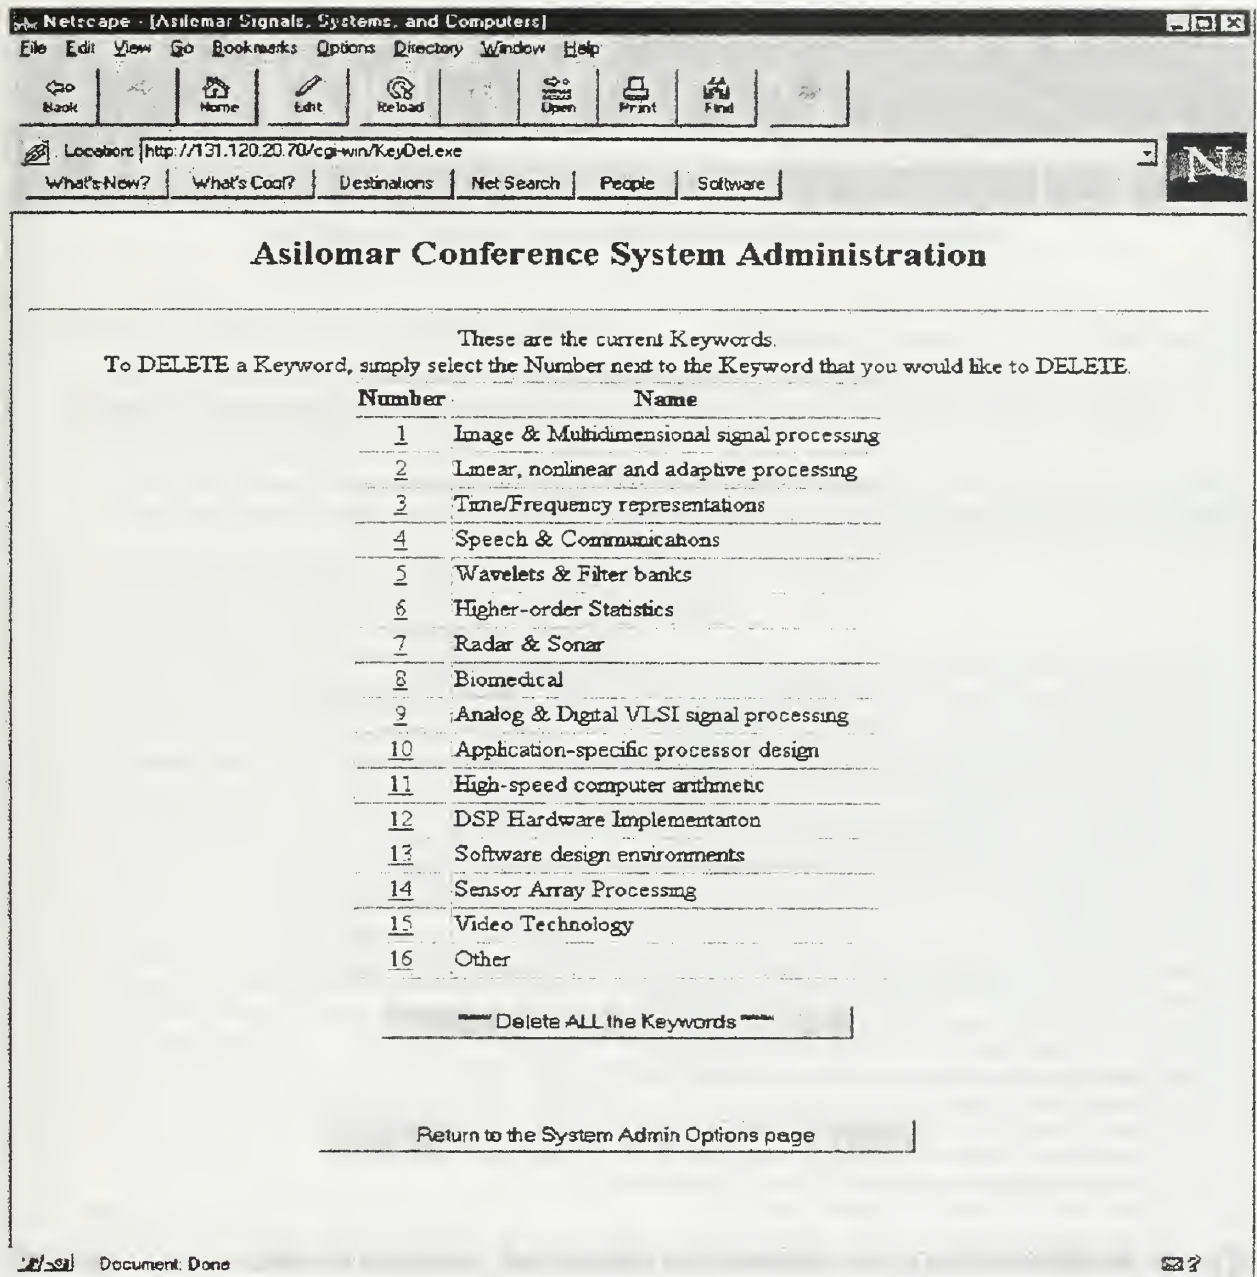 Netscape - [Asilomar Signals, Systems, and Computers]
File Edit View Go Bookmarks Options Directory Window Help
Back Home Edit Reload Open Print Find
Location: http://131.120.20.70/cgi-win/KeyDel.exe
N
What's New? What's Cool? Destinations Net Search People Software
Asilomar Conference System Administration
These are the current Keywords.
To DELETE a Keyword, simply select the Number next to the Keyword that you would like to DELETE.
Number Name
1 Image & Multidimensional signal processing
2 Linear, nonlinear and adaptive processing
3 Time/Frequency representations
4 Speech & Communications
5 Wavelets & Filter banks
6 Higher-order Statistics
7 Radar & Sonar
8 Biomedical
9 Analog & Digital VLSI signal processing
10 Application-specific processor design
11 High-speed computer arithmetic
12 DSP Hardware Implementaiton
13 Software design environments
14 Sensor Array Processing
15 Video Technology
16 Other
Delete ALL the Keywords
Return to the System Admin Options page
Document: Done